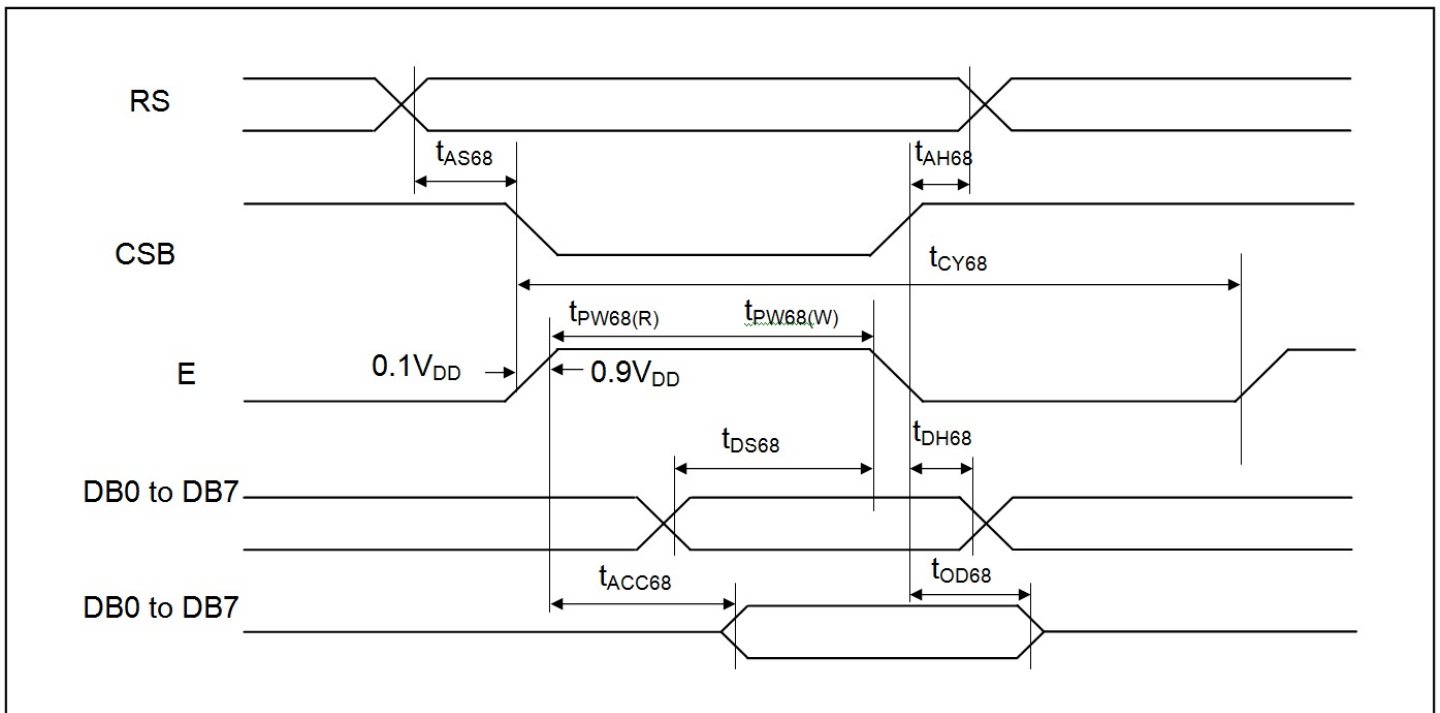 RS
tAS68
tAH68
CSB
tCY68
tPW68(R)
tPW68(W)
E
0.1VDD
0.9VDD
tDS68
tDH68
DB0 to DB7
tACC68
tOD68
DB0 to DB7